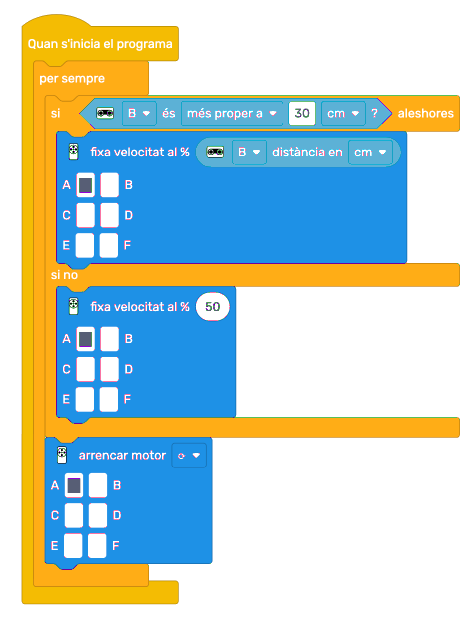 Quan s'inicia el programa
per sempre
si B és més proper a 30 cm ? aleshores
fixa velocitat al % B distància en cm
A B
C D
E F
si no
fixa velocitat al % 50
A B
C D
E F
arrencar motor
A B
C D
E F